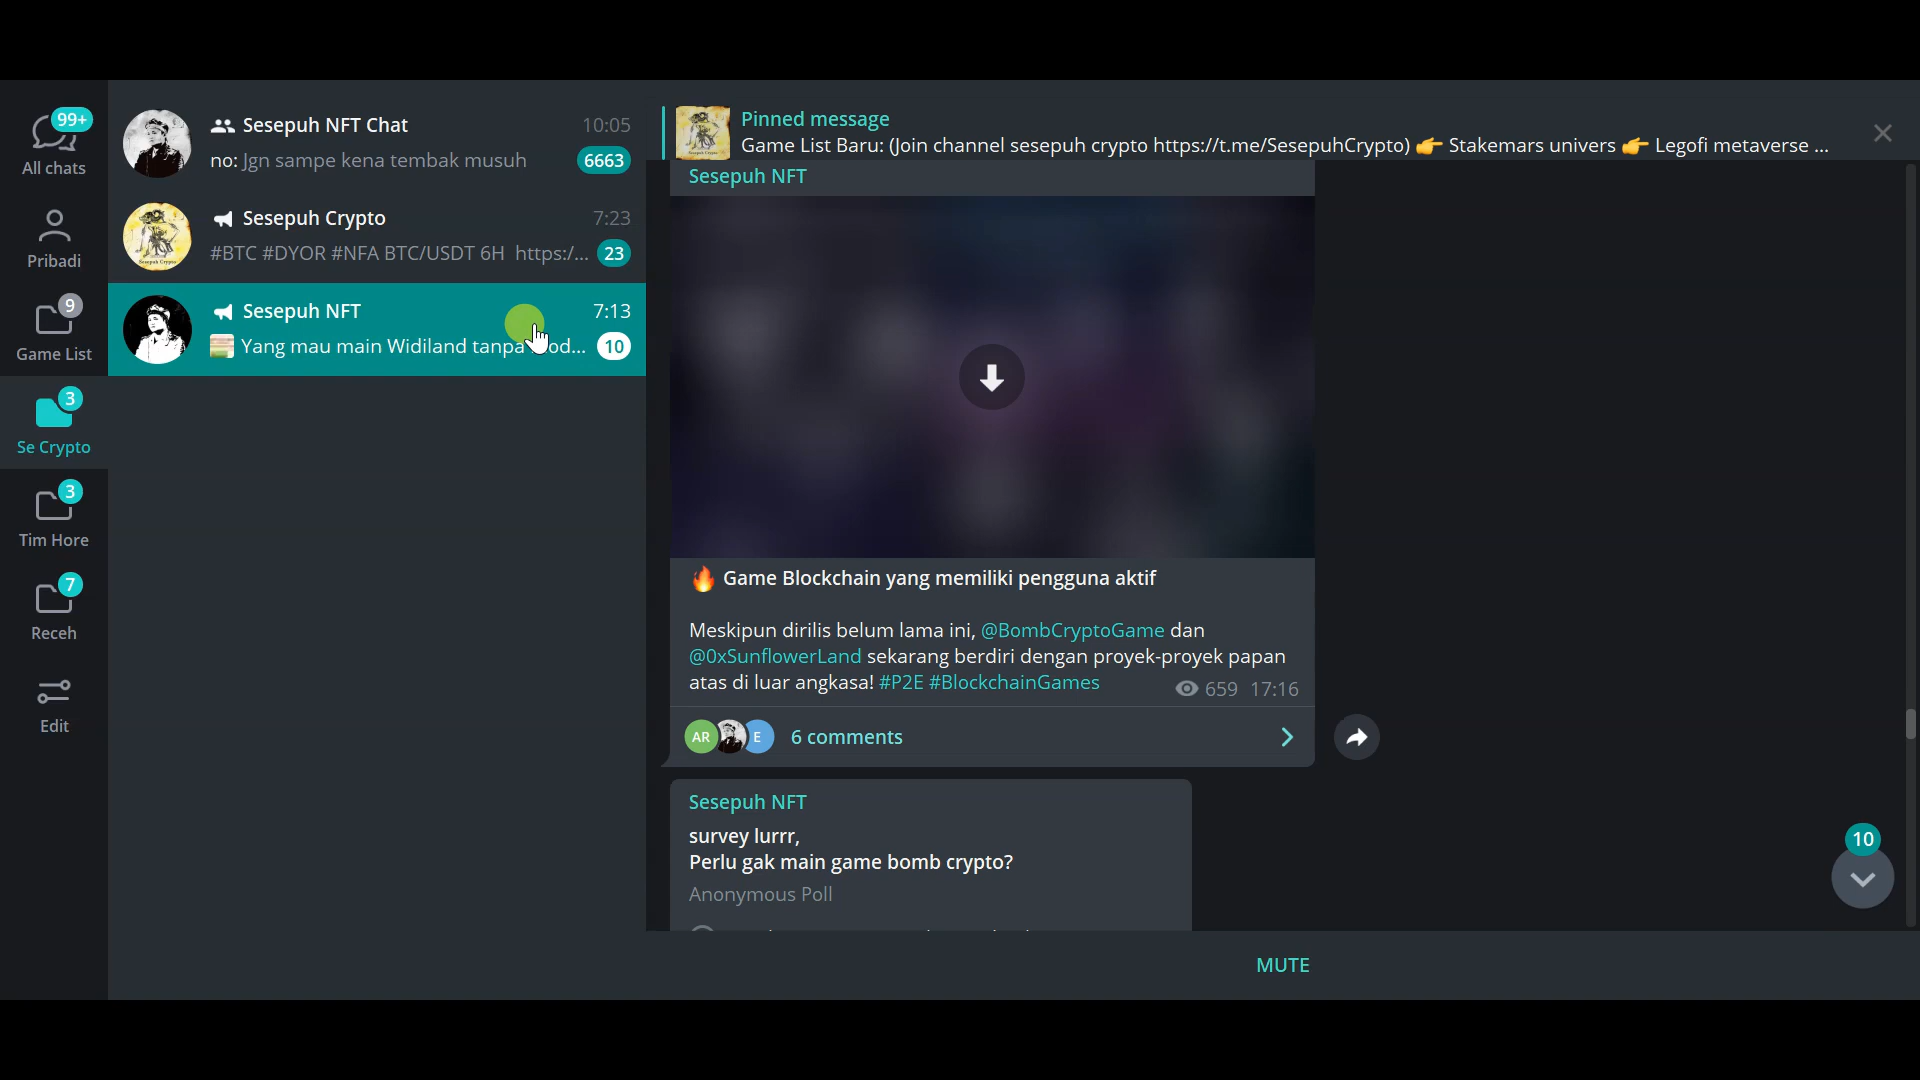 99+
All chats
Pribadi
9
Game List
3
Se Crypto
3
Tim Hore
7
Receh
Edit
Sesepuh NFT Chat 10:05
no: Jgn sampe kena tembak musuh 6663
Sesepuh Crypto 7:23
#BTC #DYOR #NFA BTC/USDT 6H https:/... 23
Sesepuh NFT 7:13
Yang mau main Widiland tanpa od... 10
Pinned message
Game List Baru: (Join channel sesepuh crypto https://t.me/SesepuhCrypto) 👉 Stakemars univers 👉 Legofi metaverse ...
Sesepuh NFT
🔥 Game Blockchain yang memiliki pengguna aktif
Meskipun dirilis belum lama ini, @BombCryptoGame dan
@0xSunflowerLand sekarang berdiri dengan proyek-proyek papan
atas di luar angkasa! #P2E #BlockchainGames 659 17:16
AR E 6 comments
Sesepuh NFT
survey lurrr,
Perlu gak main game bomb crypto?
Anonymous Poll
10
MUTE